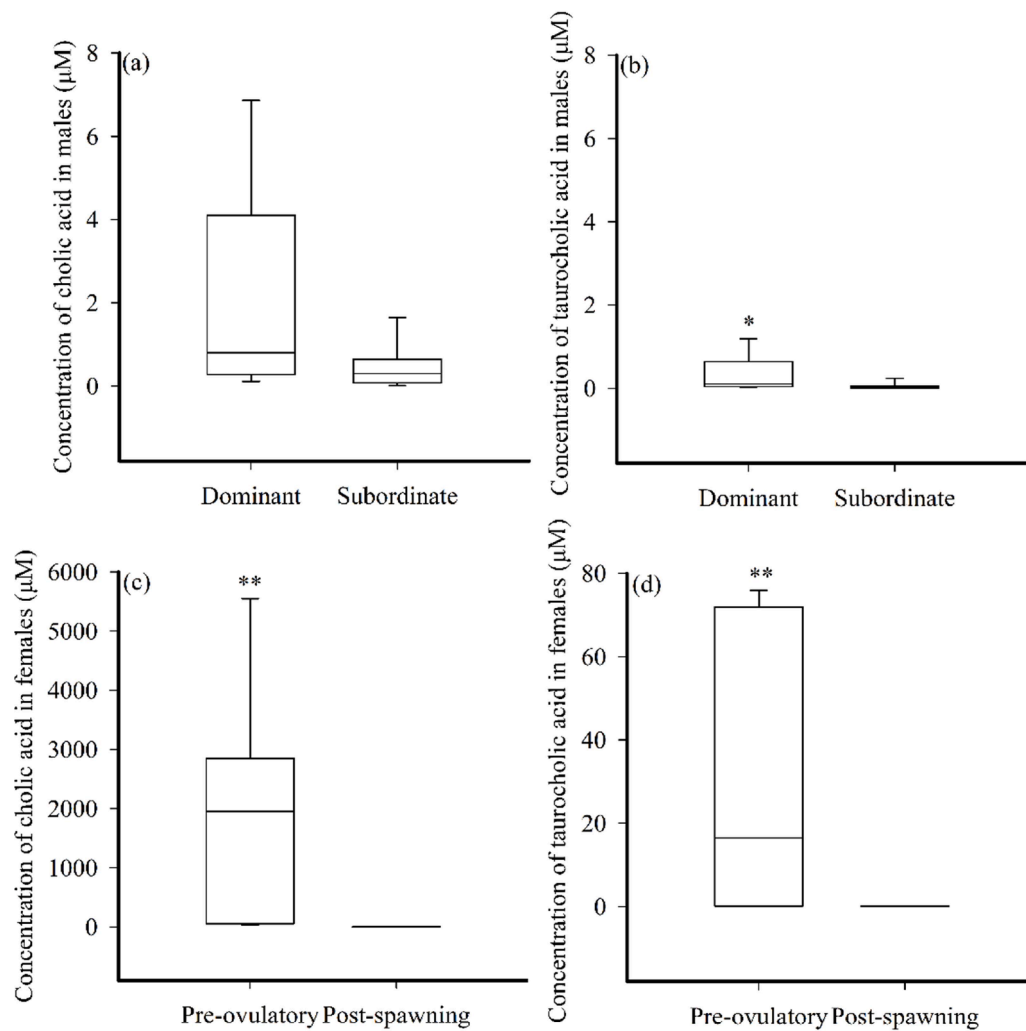 Concentration of cholic acid in males (μM)
(a)
8
6
4
2
0
Dominant
Subordinate
Concentration of taurocholic acid in males (μM)
(b)
8
6
4
2
0
*
Dominant
Subordinate
Concentration of cholic acid in females (μM)
(c)
6000
5000
4000
3000
2000
1000
0
**
Pre-ovulatory
Post-spawning
Concentration of taurocholic acid in females (μM)
(d)
80
60
40
20
0
**
Pre-ovulatory
Post-spawning